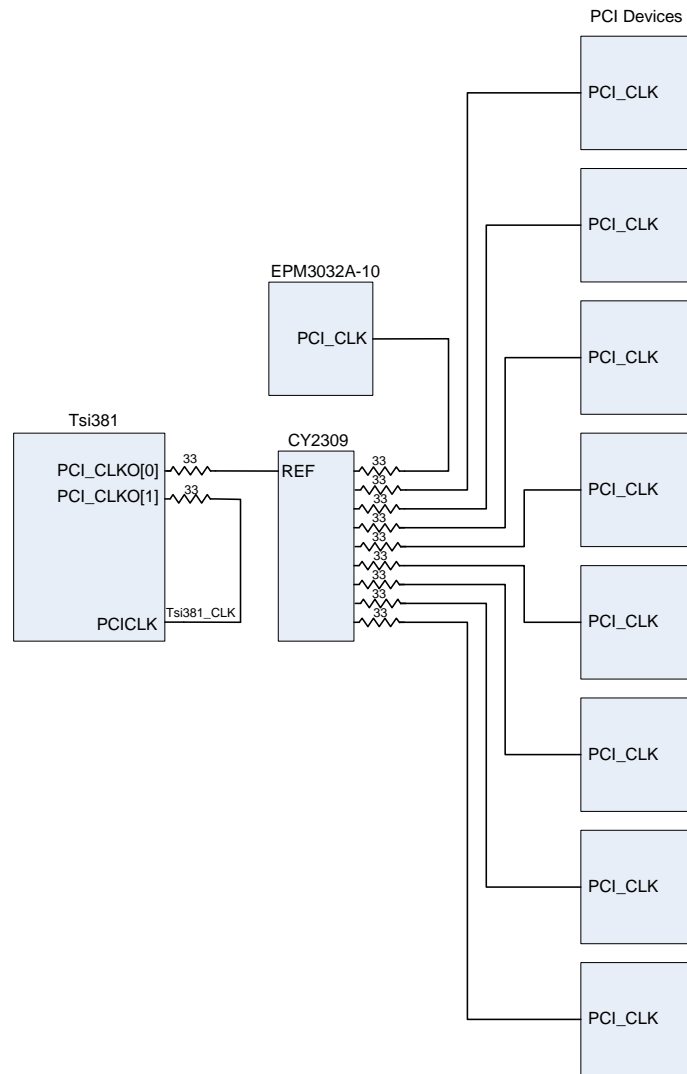 PCI Devices
PCI_CLK
PCI_CLK
EPM3032A-10
PCI_CLK
PCI_CLK
Tsi381
CY2309
PCI_CLKO[0]
33
REF
33
PCI_CLKO[1]
33
33
33
33
33
33
33
33
33
PCI_CLK
Tsi381_CLK
PCICLK
PCI_CLK
PCI_CLK
PCI_CLK
PCI_CLK